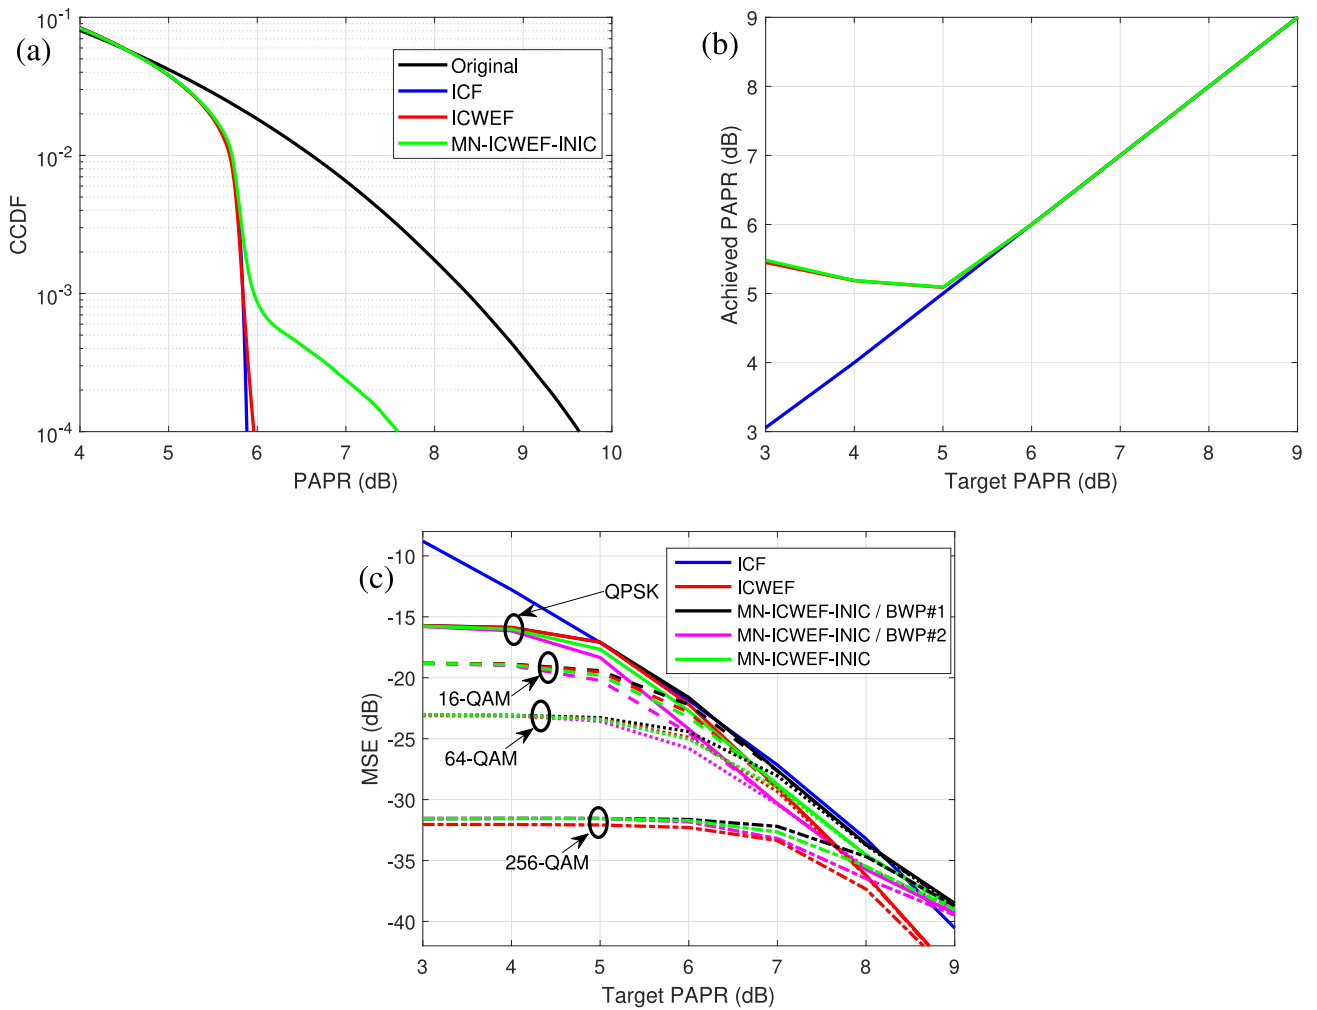 (a)
10^-1
10^-2
10^-3
10^-4
CCDF
4 5 6 7 8 9 10
PAPR (dB)
Original
ICF
ICWEF
MN-ICWEF-INIC
(b)
9
8
7
6
5
4
3
Achieved PAPR (dB)
3 4 5 6 7 8 9
Target PAPR (dB)
(c)
-10
-15
-20
-25
-30
-35
-40
MSE (dB)
3 4 5 6 7 8 9
Target PAPR (dB)
QPSK
16-QAM
64-QAM
256-QAM
ICF
ICWEF
MN-ICWEF-INIC / BWP#1
MN-ICWEF-INIC / BWP#2
MN-ICWEF-INIC